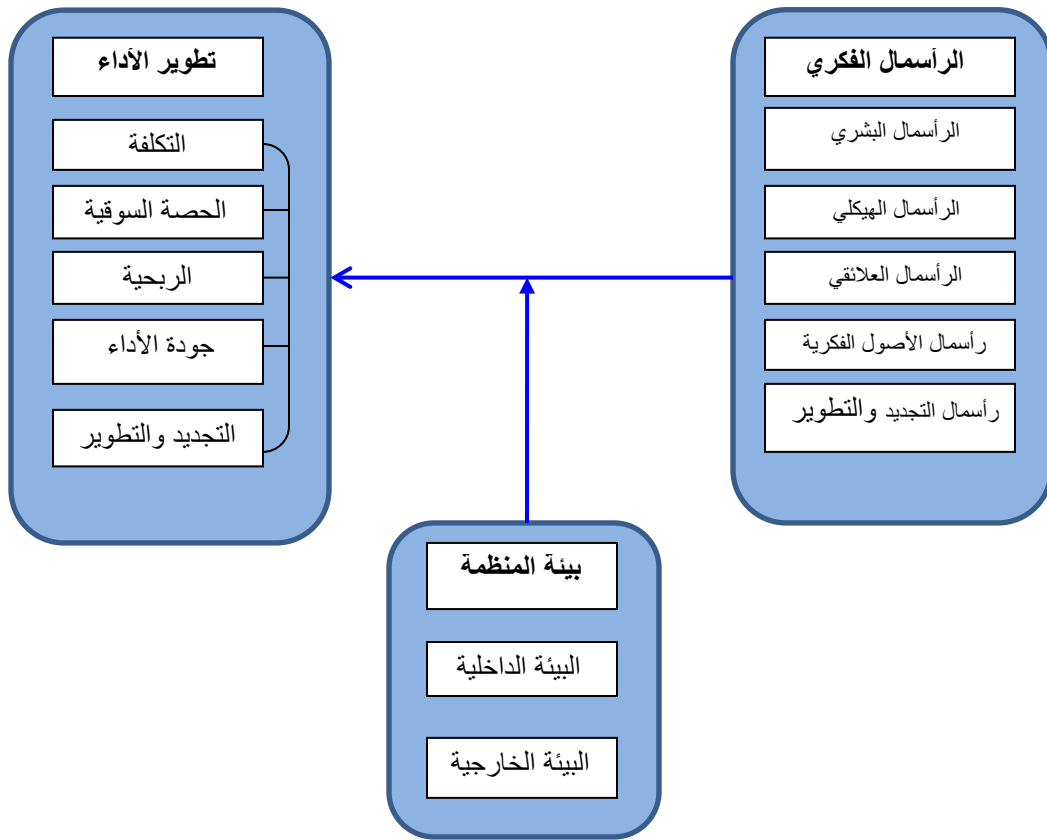 الرأسمال الفكري
الرأسمال البشري
الرأسمال الهيكلي
الرأسمال العلائقي
رأسمال الأصول الفكرية
رأسمال التجديد والتطوير
تطوير الأداء
التكلفة
الحصة السوقية
الربحية
جودة الأداء
التجديد والتطوير
بيئة المنظمة
البيئة الداخلية
البيئة الخارجية